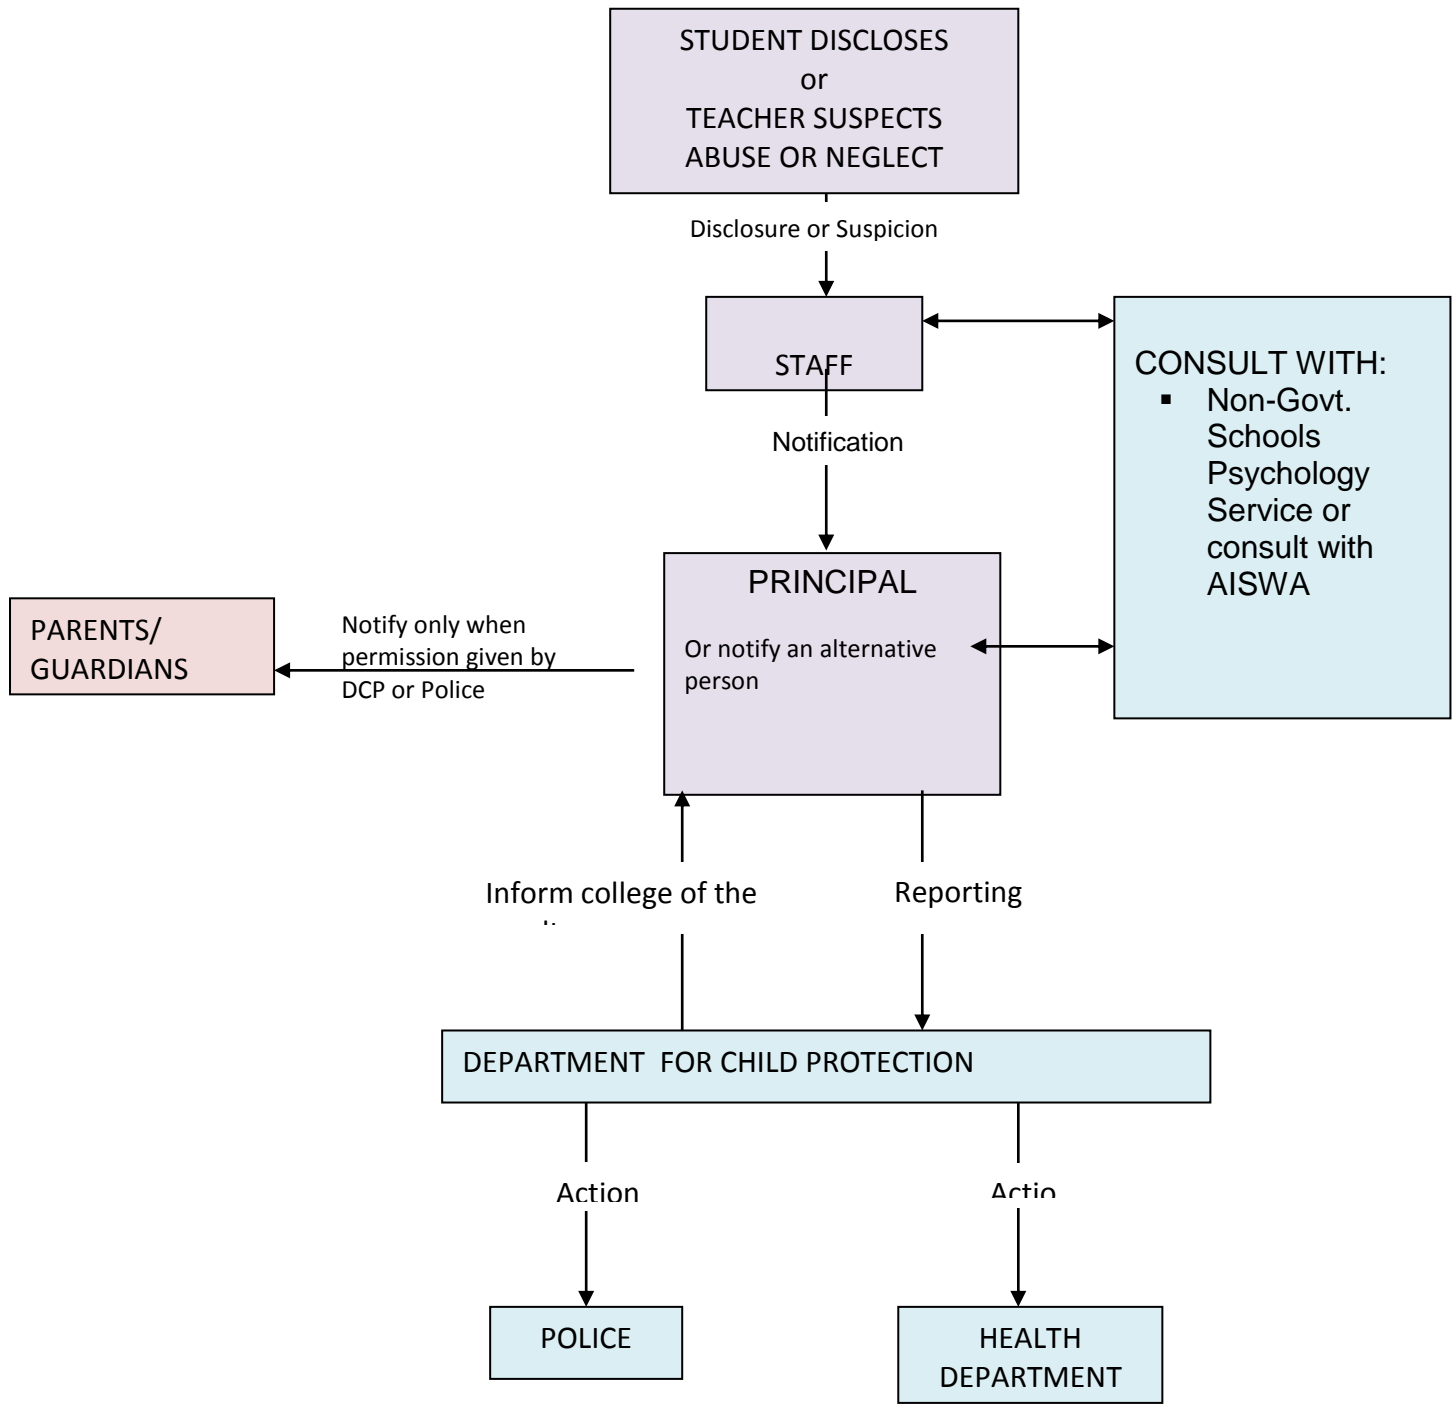 STUDENT DISCLOSES
or
TEACHER SUSPECTS
ABUSE OR NEGLECT
Disclosure or Suspicion
STAFF
CONSULT WITH:
▪ Non-Govt.
Schools
Psychology
Service or
consult with
AISWA
Notification
PRINCIPAL
Or notify an alternative
person
PARENTS/
GUARDIANS
Notify only when
permission given by
DCP or Police
Inform college of the
Reporting
DEPARTMENT FOR CHILD PROTECTION
Action
Actio
POLICE
HEALTH
DEPARTMENT